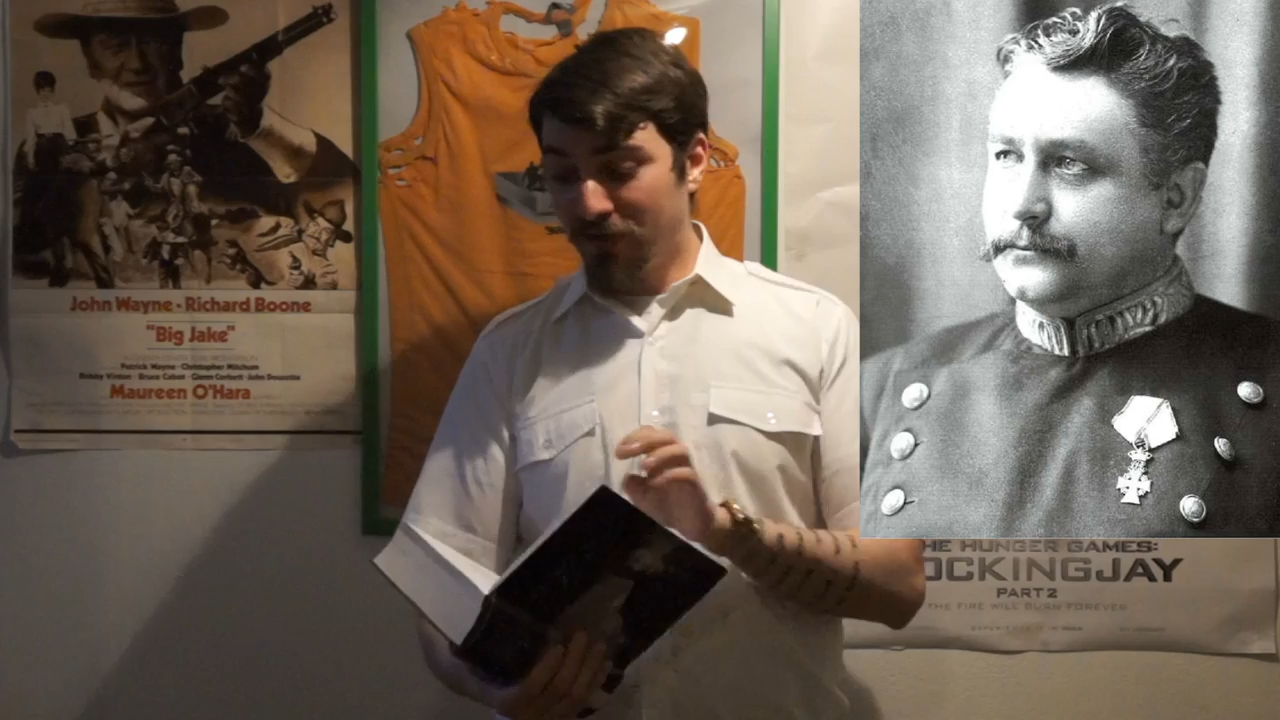 John Wayne · Richard Boone
"Big Jake"
Patrick Wayne · Christopher Mitchum
Bobby Vinton · Bruce Cabot · Glenn Corbett · John Doucette
Maureen O'Hara
HE HUNGER GAMES:
OCKINGJAY
PART 2
THE FIRE WILL BURN FOREVER